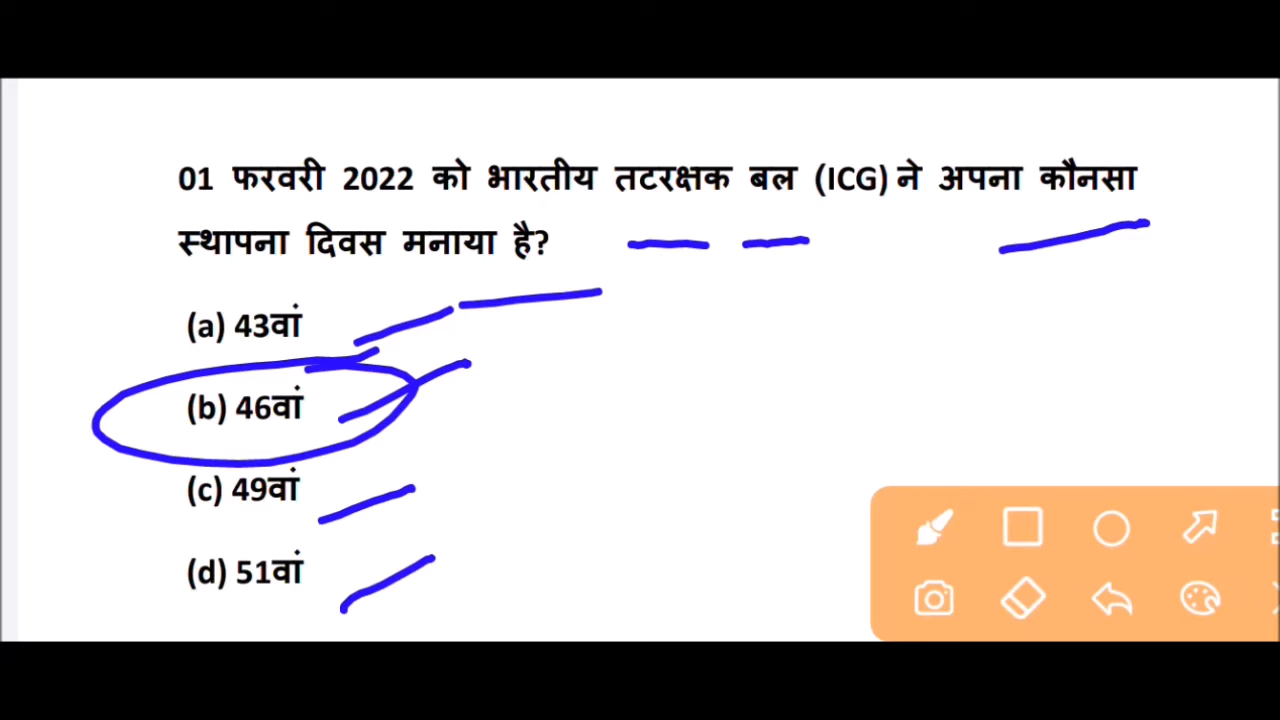 01 फरवरी 2022 को भारतीय तटरक्षक बल (ICG) ने अपना कौनसा
स्थापना दिवस मनाया है?
(a) 43वां
(b) 46वां
(c) 49वां
(d) 51वां